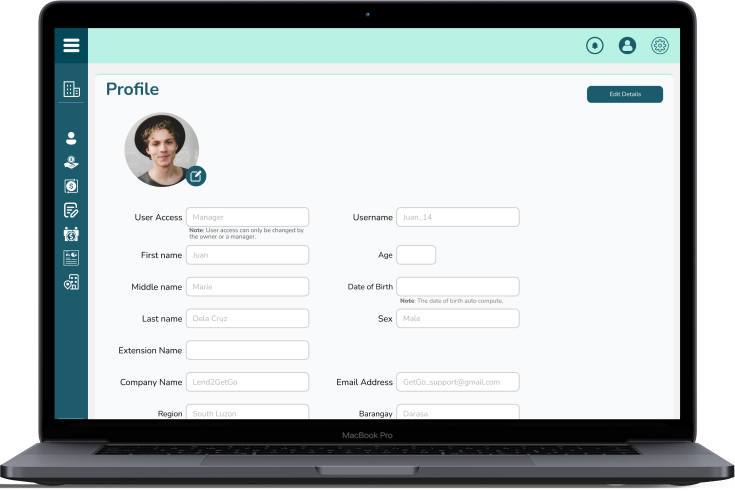 Profile
Edit Details
User Access Manager Username Juan_14
Note: User access can only be changed by
the owner or a manager.
First name Juan Age
Middle name Marie Date of Birth
Note: The date of birth auto compute.
Last name Dela Cruz Sex Male
Extension Name
Company Name Lend2GetGo Email Address GetGo_support@gmail.com
Region South Luzon Barangay Darasa
MacBook Pro